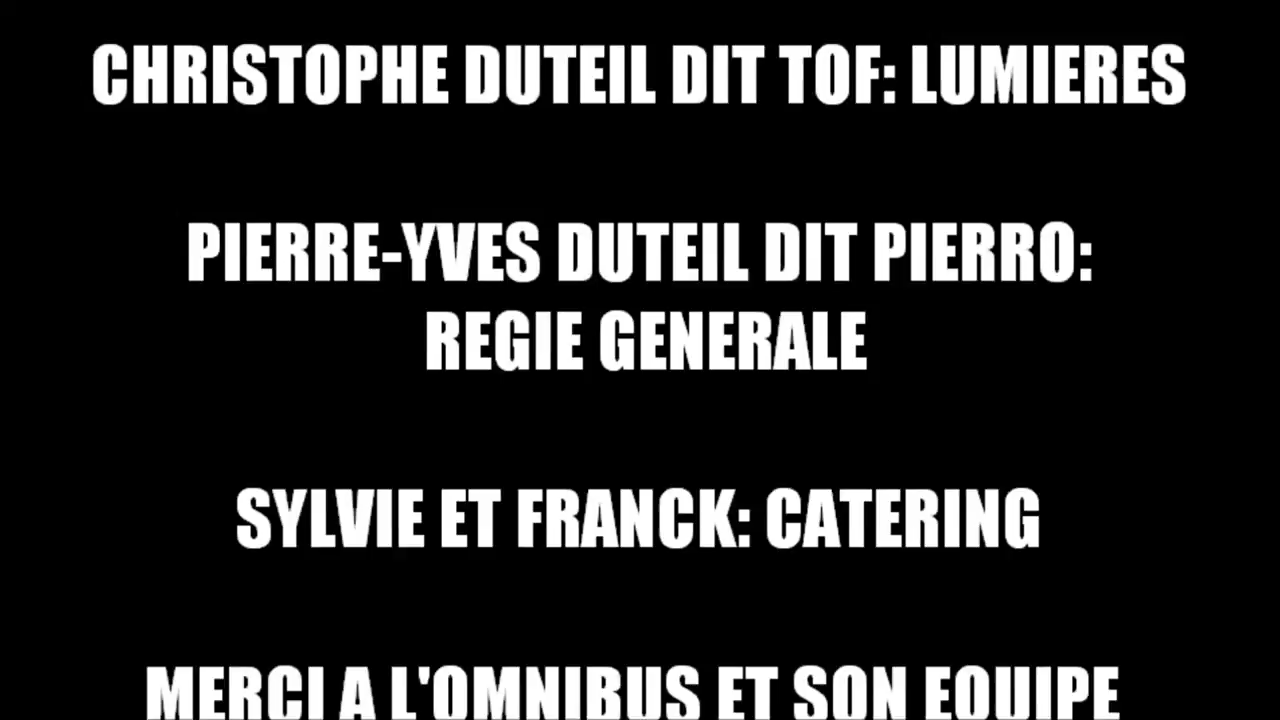 CHRISTOPHE DUTEIL DIT TOF: LUMIERES
PIERRE-YVES DUTEIL DIT PIERRO:
REGIE GENERALE
SYLVIE ET FRANCK: CATERING
MERCI A L'OMNIBUS ET SON EQUIPE